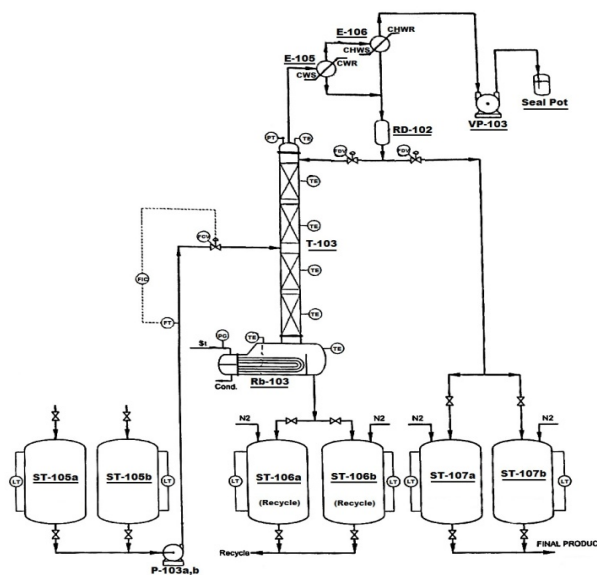 CHWR
E-106
CHWS
CWR
E-105
CWS
Seal Pot
VP-103
RD-102
PT
TE
FOV
FOV
TE
TE
T-103
FCV
TE
FIC
FT
TE
PG
TE
St
TE
Cond.
Rb-103
N2
N2
N2
N2
LT
ST-105a
ST-105b
LT
LT
ST-106a
(Recycle)
ST-106b
(Recycle)
LT
LT
ST-107a
ST-107b
LT
Recycle
FINAL PRODUC
P-103a,b